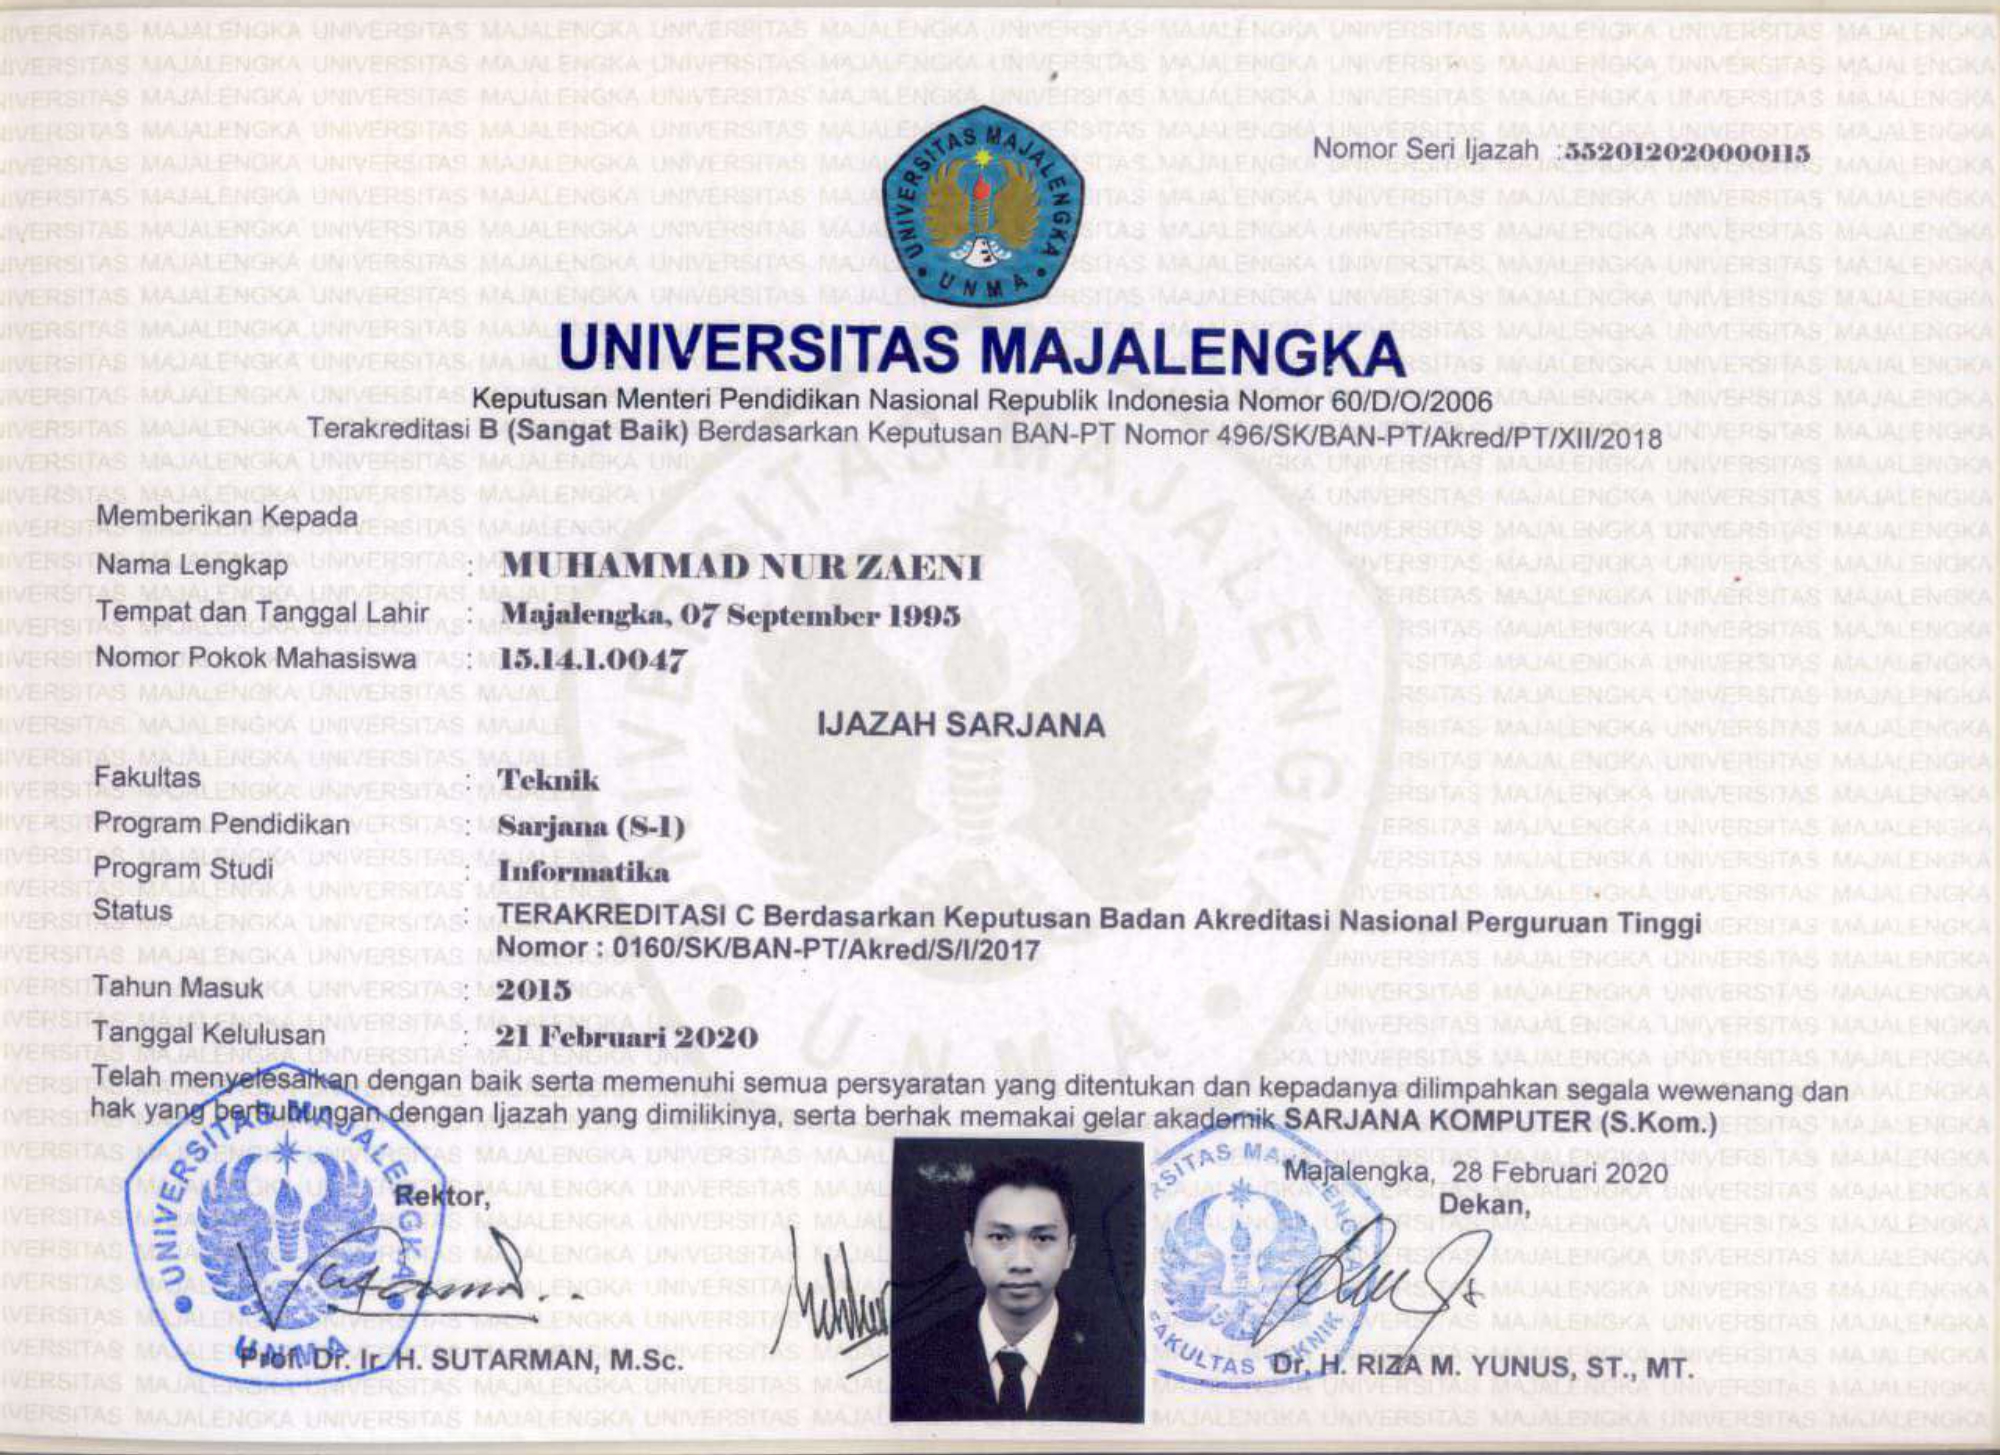 UNIVERSITAS MAJALENGKA
UNMA
Nomor Seri Ijazah :552012020000115
UNIVERSITAS MAJALENGKA
Keputusan Menteri Pendidikan Nasional Republik Indonesia Nomor 60/D/O/2006
Terakreditasi B (Sangat Baik) Berdasarkan Keputusan BAN-PT Nomor 496/SK/BAN-PT/Akred/PT/XII/2018
Memberikan Kepada
Nama Lengkap : MUHAMMAD NUR ZAENI
Tempat dan Tanggal Lahir : Majalengka, 07 September 1995
Nomor Pokok Mahasiswa : 15.14.1.0047
IJAZAH SARJANA
Fakultas : Teknik
Program Pendidikan : Sarjana (S-1)
Program Studi : Informatika
Status : TERAKREDITASI C Berdasarkan Keputusan Badan Akreditasi Nasional Perguruan Tinggi
Nomor : 0160/SK/BAN-PT/Akred/S/I/2017
Tahun Masuk : 2015
Tanggal Kelulusan : 21 Februari 2020
Telah menyelesaikan dengan baik serta memenuhi semua persyaratan yang ditentukan dan kepadanya dilimpahkan segala wewenang dan
hak yang berhubungan dengan Ijazah yang dimilikinya, serta berhak memakai gelar akademik SARJANA KOMPUTER (S.Kom.)
Majalengka, 28 Februari 2020
Rektor,
Dekan,
UNIVERSITAS MAJALENGKA
UNMA
FAKULTAS TEKNIK
Prof. Dr. Ir. H. SUTARMAN, M.Sc.
Dr. H. RIZA M. YUNUS, ST., MT.